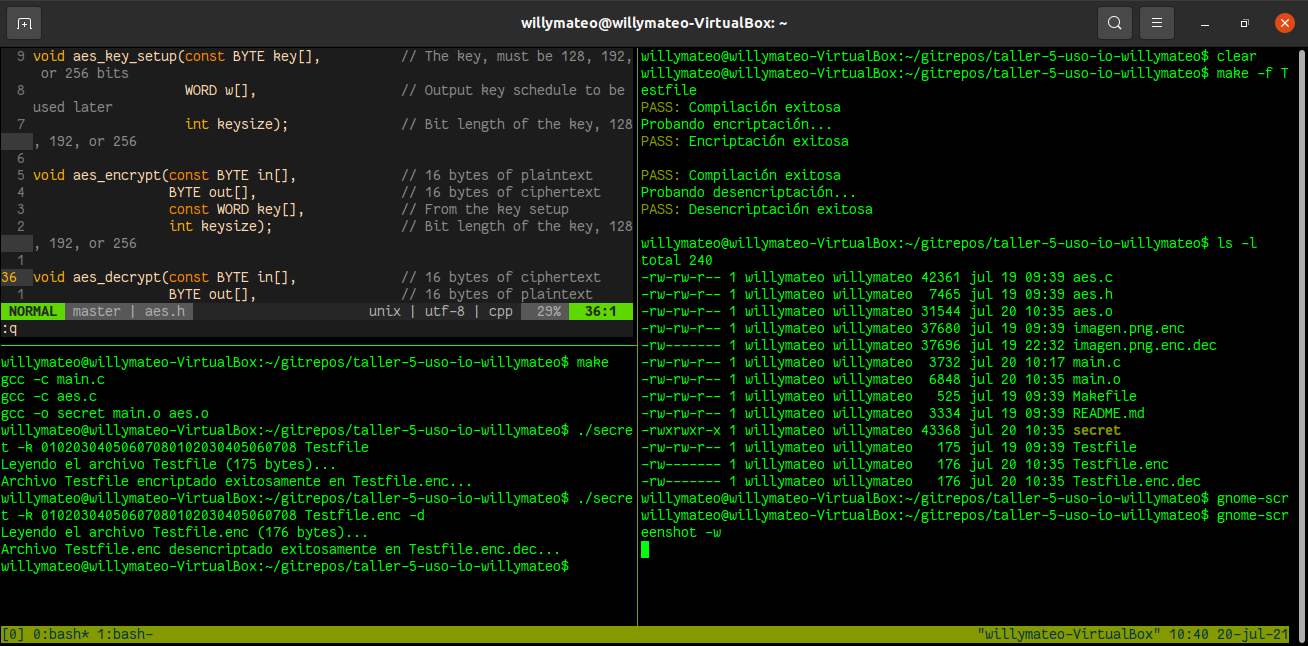 willymateo@willymateo-VirtualBox: ~
9 void aes_key_setup(const BYTE key[], // The key, must be 128, 192,
or 256 bits
8 WORD w[], // Output key schedule to be
used later
7 int keysize); // Bit length of the key, 128
, 192, or 256
6
5 void aes_encrypt(const BYTE in[], // 16 bytes of plaintext
4 BYTE out[], // 16 bytes of ciphertext
3 const WORD key[], // From the key setup
2 int keysize); // Bit length of the key, 128
, 192, or 256
1
36 void aes_decrypt(const BYTE in[], // 16 bytes of ciphertext
1 BYTE out[], // 16 bytes of plaintext
NORMAL master | aes.h unix | utf-8 | cpp 29% 36:1
:q
willymateo@willymateo-VirtualBox:~/gitrepos/taller-5-uso-io-willymateo$ make
gcc -c main.c
gcc -c aes.c
gcc -o secret main.o aes.o
willymateo@willymateo-VirtualBox:~/gitrepos/taller-5-uso-io-willymateo$ ./secre
t -k 01020304050607080102030405060708 Testfile
Leyendo el archivo Testfile (175 bytes)...
Archivo Testfile encriptado exitosamente en Testfile.enc...
willymateo@willymateo-VirtualBox:~/gitrepos/taller-5-uso-io-willymateo$ ./secre
t -k 01020304050607080102030405060708 Testfile.enc -d
Leyendo el archivo Testfile.enc (176 bytes)...
Archivo Testfile.enc desencriptado exitosamente en Testfile.enc.dec...
willymateo@willymateo-VirtualBox:~/gitrepos/taller-5-uso-io-willymateo$
willymateo@willymateo-VirtualBox:~/gitrepos/taller-5-uso-io-willymateo$ clear
willymateo@willymateo-VirtualBox:~/gitrepos/taller-5-uso-io-willymateo$ make -f T
estfile
PASS: Compilación exitosa
Probando encriptación...
PASS: Encriptación exitosa
PASS: Compilación exitosa
Probando desencriptación...
PASS: Desencriptación exitosa
willymateo@willymateo-VirtualBox:~/gitrepos/taller-5-uso-io-willymateo$ ls -l
total 240
-rw-rw-r-- 1 willymateo willymateo 42361 jul 19 09:39 aes.c
-rw-rw-r-- 1 willymateo willymateo 7465 jul 19 09:39 aes.h
-rw-rw-r-- 1 willymateo willymateo 31544 jul 20 10:35 aes.o
-rw-rw-r-- 1 willymateo willymateo 37680 jul 19 09:39 imagen.png.enc
-rw------- 1 willymateo willymateo 37696 jul 19 22:32 imagen.png.enc.dec
-rw-rw-r-- 1 willymateo willymateo 3732 jul 20 10:17 main.c
-rw-rw-r-- 1 willymateo willymateo 6848 jul 20 10:35 main.o
-rw-rw-r-- 1 willymateo willymateo 525 jul 19 09:39 Makefile
-rw-rw-r-- 1 willymateo willymateo 3334 jul 19 09:39 README.md
-rwxrwxr-x 1 willymateo willymateo 43368 jul 20 10:35 secret
-rw-rw-r-- 1 willymateo willymateo 175 jul 19 09:39 Testfile
-rw------- 1 willymateo willymateo 176 jul 20 10:35 Testfile.enc
-rw------- 1 willymateo willymateo 176 jul 20 10:35 Testfile.enc.dec
willymateo@willymateo-VirtualBox:~/gitrepos/taller-5-uso-io-willymateo$ gnome-scr
willymateo@willymateo-VirtualBox:~/gitrepos/taller-5-uso-io-willymateo$ gnome-scr
eenshot -w
[0] 0:bash* 1:bash- "willymateo-VirtualBox" 10:40 20-jul-21